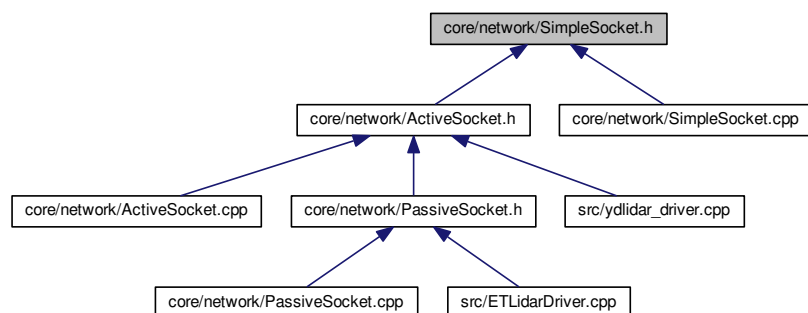 core/network/SimpleSocket.h
core/network/ActiveSocket.h
core/network/SimpleSocket.cpp
core/network/ActiveSocket.cpp
core/network/PassiveSocket.h
src/ydlidar_driver.cpp
core/network/PassiveSocket.cpp
src/ETLidarDriver.cpp